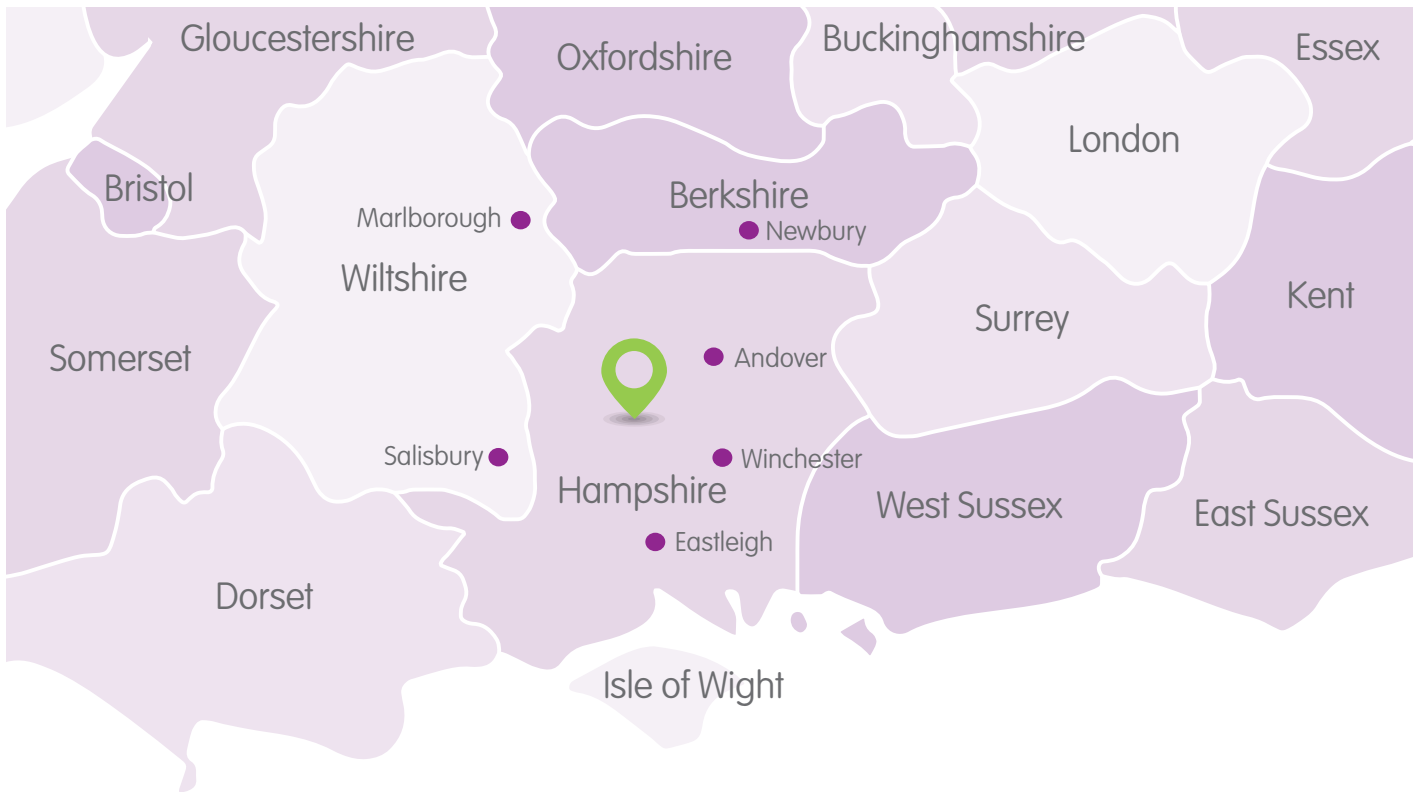 Gloucestershire
Oxfordshire
Buckinghamshire
Essex
London
Bristol
Berkshire
Marlborough
Newbury
Wiltshire
Kent
Surrey
Somerset
Andover
Salisbury
Winchester
Hampshire
West Sussex
East Sussex
Eastleigh
Dorset
Isle of Wight